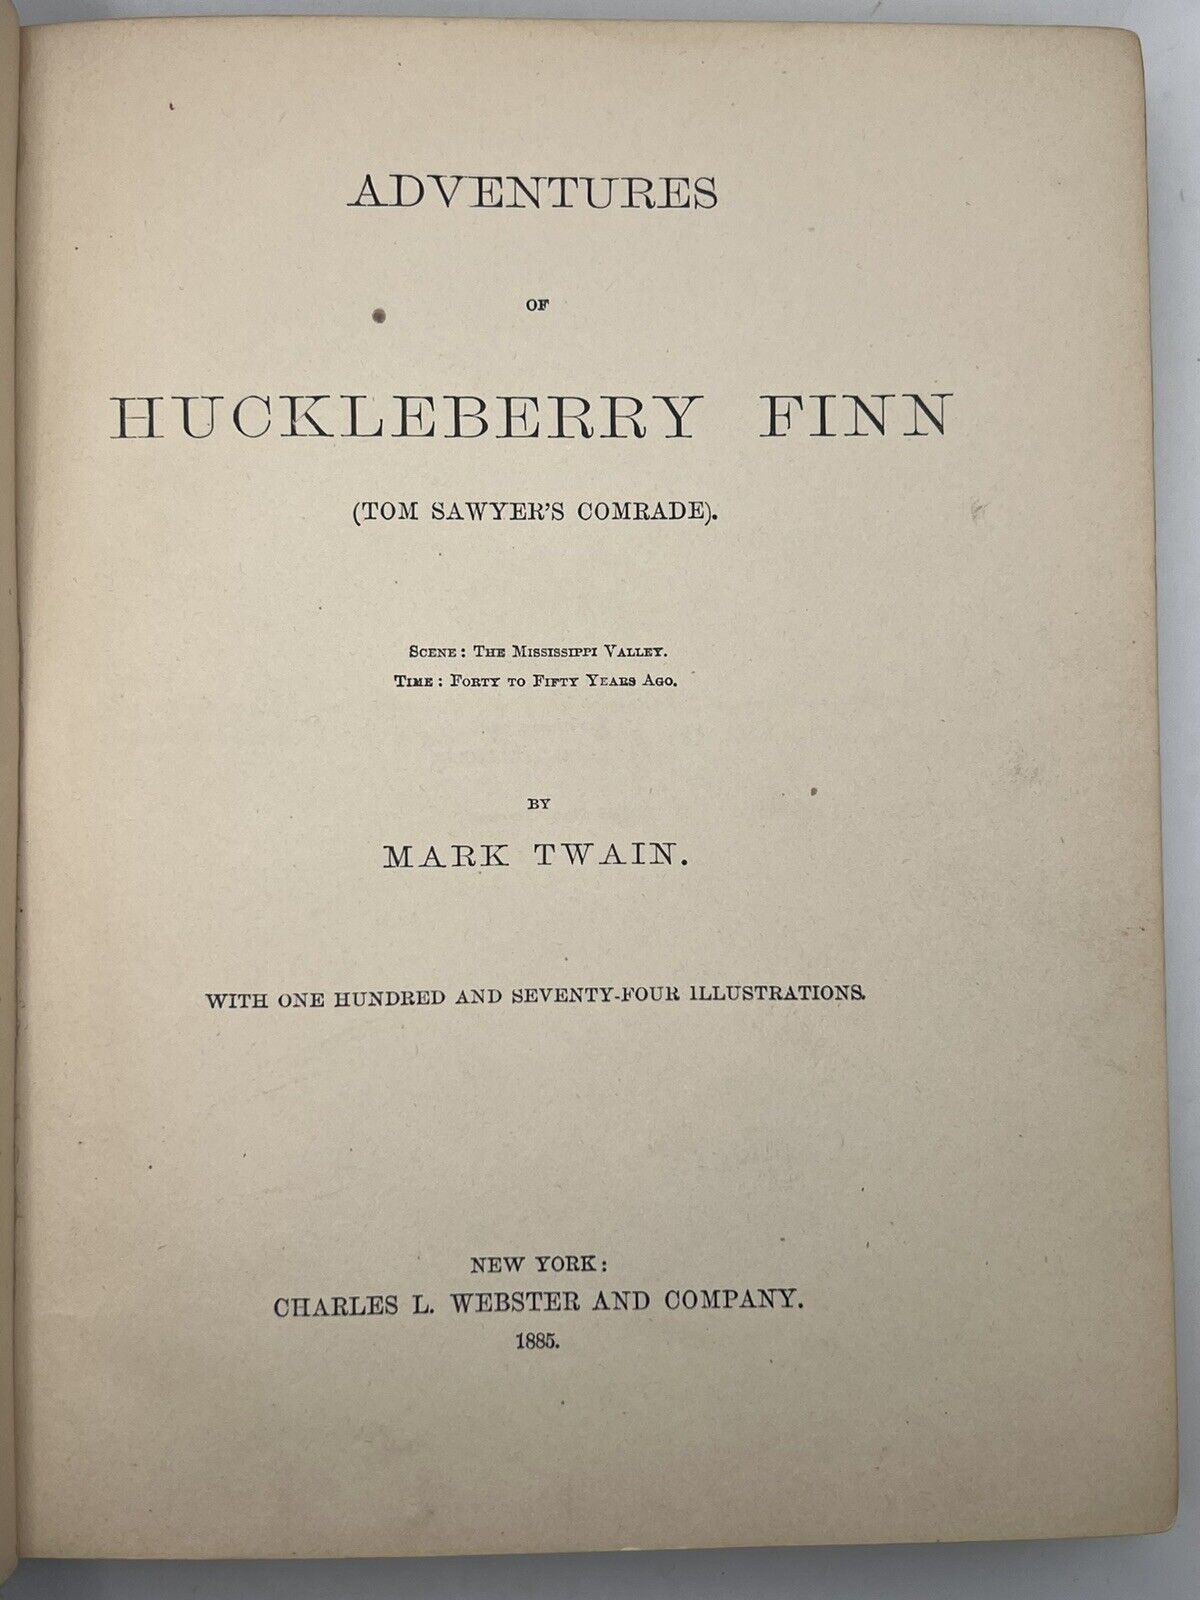 ADVENTURES
OF
HUCKLEBERRY FINN
(TOM SAWYER'S COMRADE).
SCENE: THE MISSISSIPPI VALLEY.
TIME: FORTY TO FIFTY YEARS AGO.
BY
MARK TWAIN.
WITH ONE HUNDRED AND SEVENTY-FOUR ILLUSTRATIONS.
NEW YORK:
CHARLES L. WEBSTER AND COMPANY.
1885.